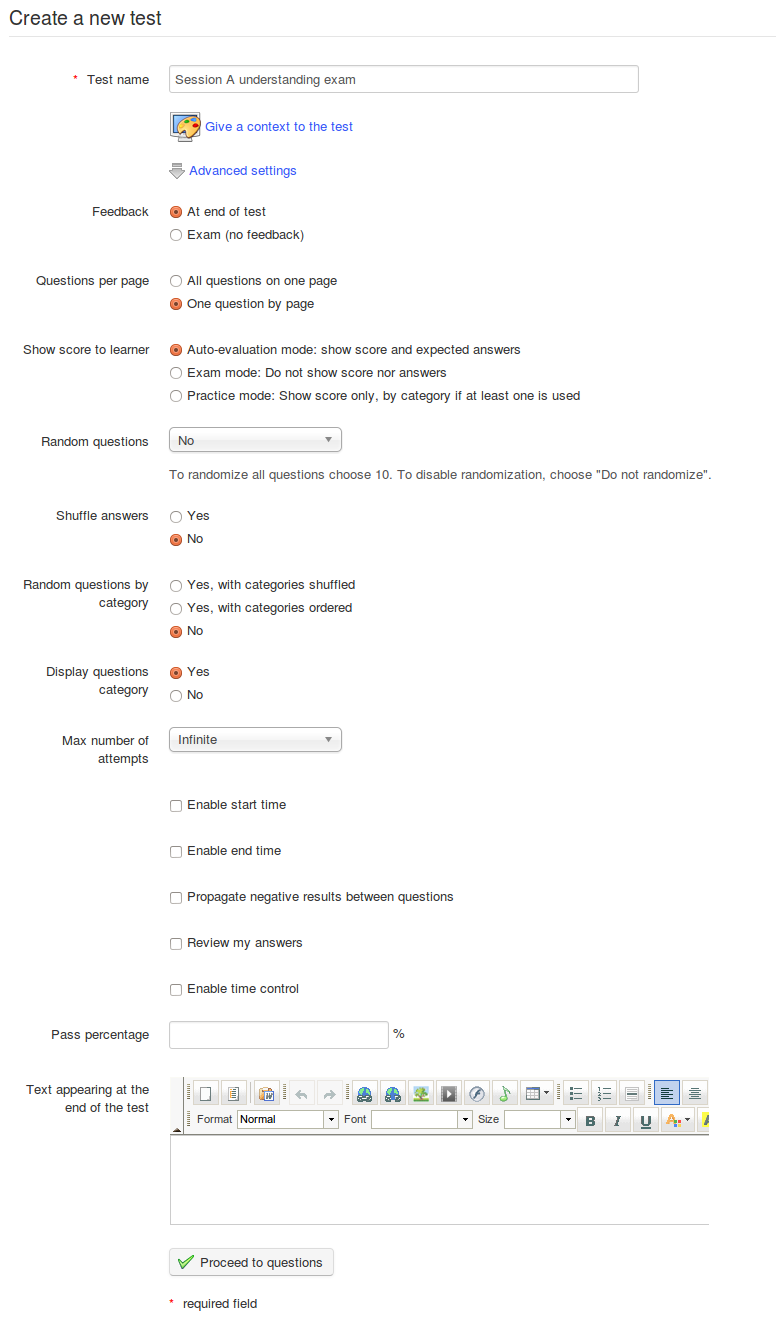 Create a new test
* Test name
Session A understanding exam
Give a context to the test
Advanced settings
Feedback
At end of test
Exam (no feedback)
Questions per page
All questions on one page
One question by page
Show score to learner
Auto-evaluation mode: show score and expected answers
Exam mode: Do not show score nor answers
Practice mode: Show score only, by category if at least one is used
Random questions
No
To randomize all questions choose 10. To disable randomization, choose "Do not randomize".
Shuffle answers
Yes
No
Random questions by
category
Yes, with categories shuffled
Yes, with categories ordered
No
Display questions
category
Yes
No
Max number of
attempts
Infinite
Enable start time
Enable end time
Propagate negative results between questions
Review my answers
Enable time control
Pass percentage
%
Text appearing at the
end of the test
Format Normal Font Size B I U A
Proceed to questions
* required field